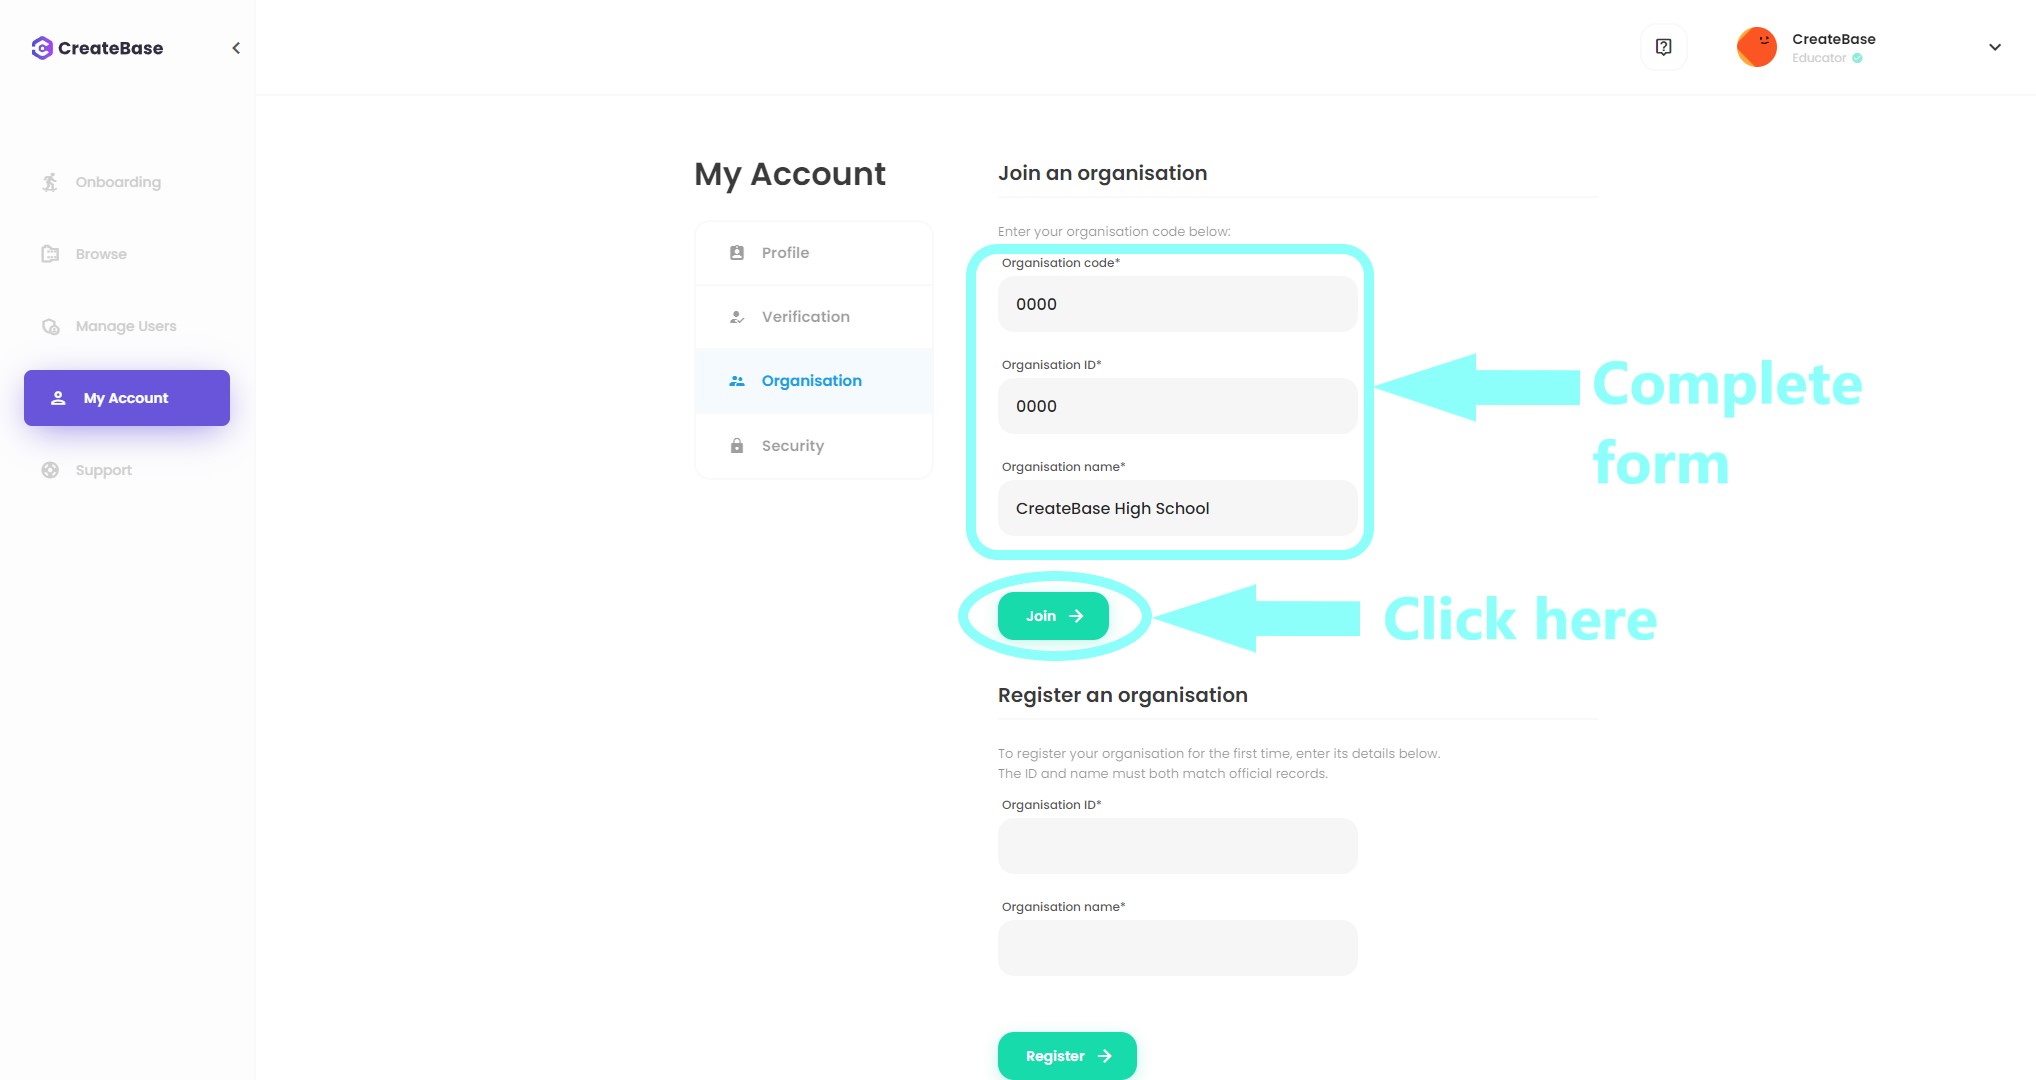 CreateBase
CreateBase
Educator
Onboarding
Browse
Manage Users
My Account
Support
My Account
Profile
Verification
Organisation
Security
Join an organisation
Enter your organisation code below:
Organisation code*
0000
Organisation ID*
0000
Organisation name*
CreateBase High School
Complete
form
Join
Click here
Register an organisation
To register your organisation for the first time, enter its details below.
The ID and name must both match official records.
Organisation ID*
Organisation name*
Register